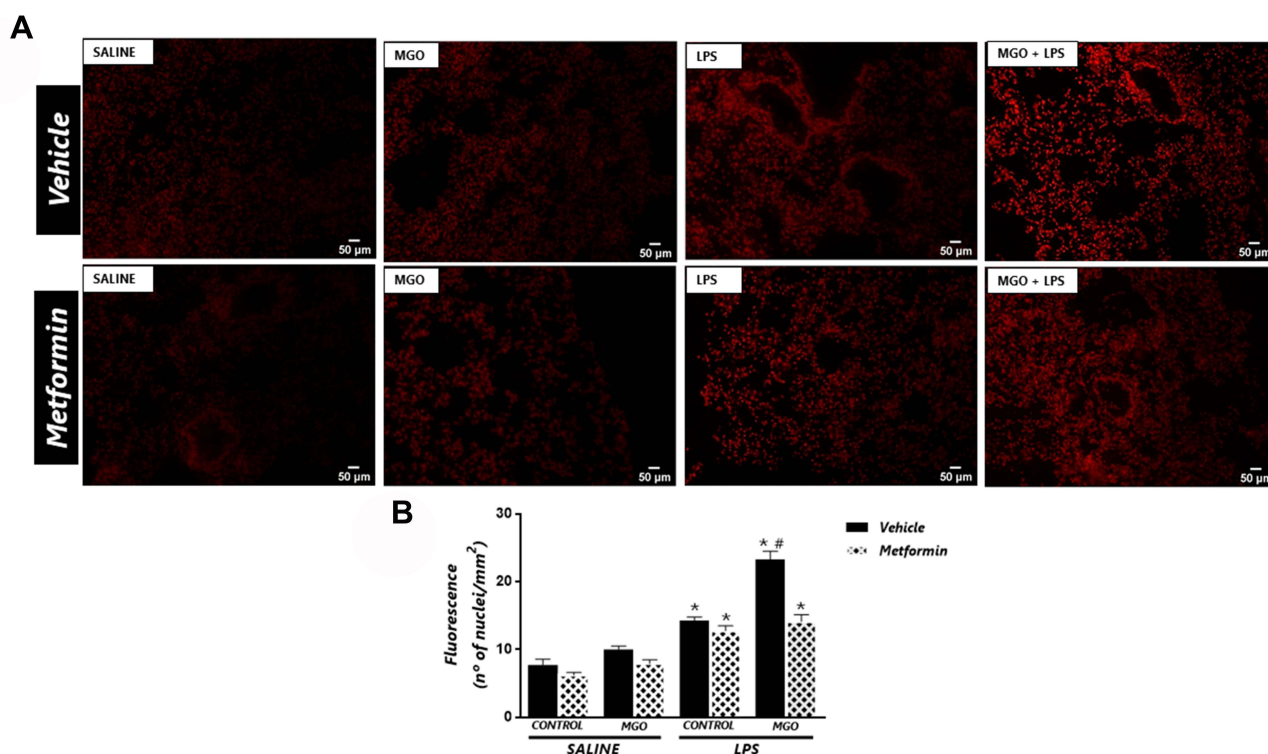 A
Vehicle
SALINE
50 µm
MGO
50 µm
LPS
50 µm
MGO + LPS
50 µm
Metformin
SALINE
50 µm
MGO
50 µm
LPS
50 µm
MGO + LPS
50 µm
B
Fluorescence
(n° of nuclei/mm²)
30
20
10
0
* * * # *
CONTROL MGO CONTROL MGO
SALINE LPS
Vehicle
Metformin